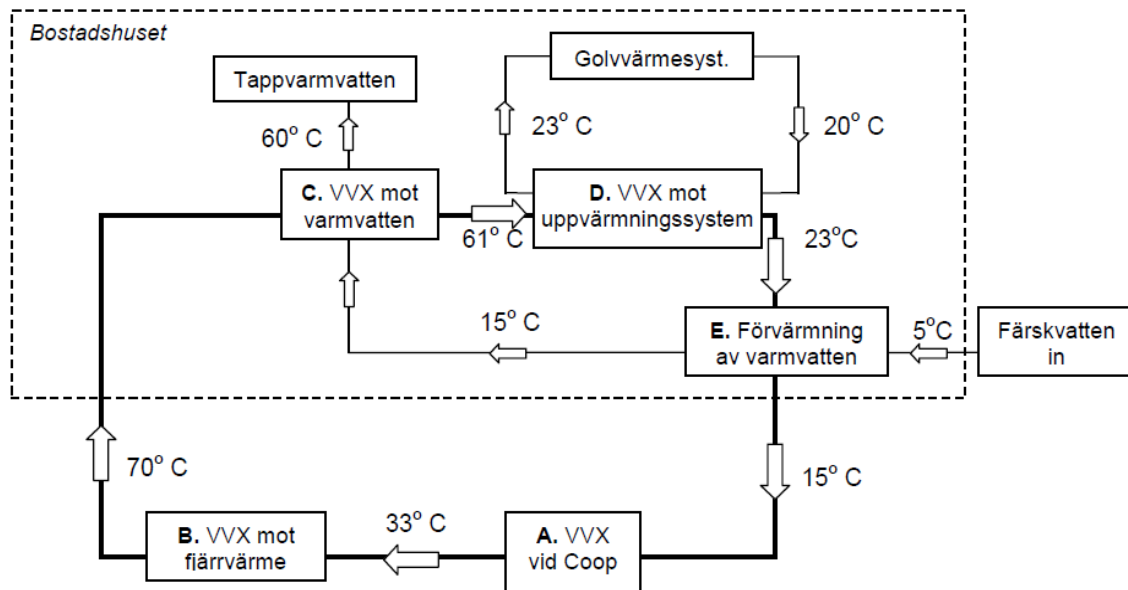 Bostadshuset
Golvvärmesyst.
Tappvarmvatten
23° C
20° C
60° C
C. VVX mot
varmvatten
D. VVX mot
uppvärmningssystem
61° C
23°C
15° C
E. Förvärmning
av varmvatten
5°C
Färskvatten
in
70° C
15° C
33° C
B. VVX mot
fjärrvärme
A. VVX
vid Coop